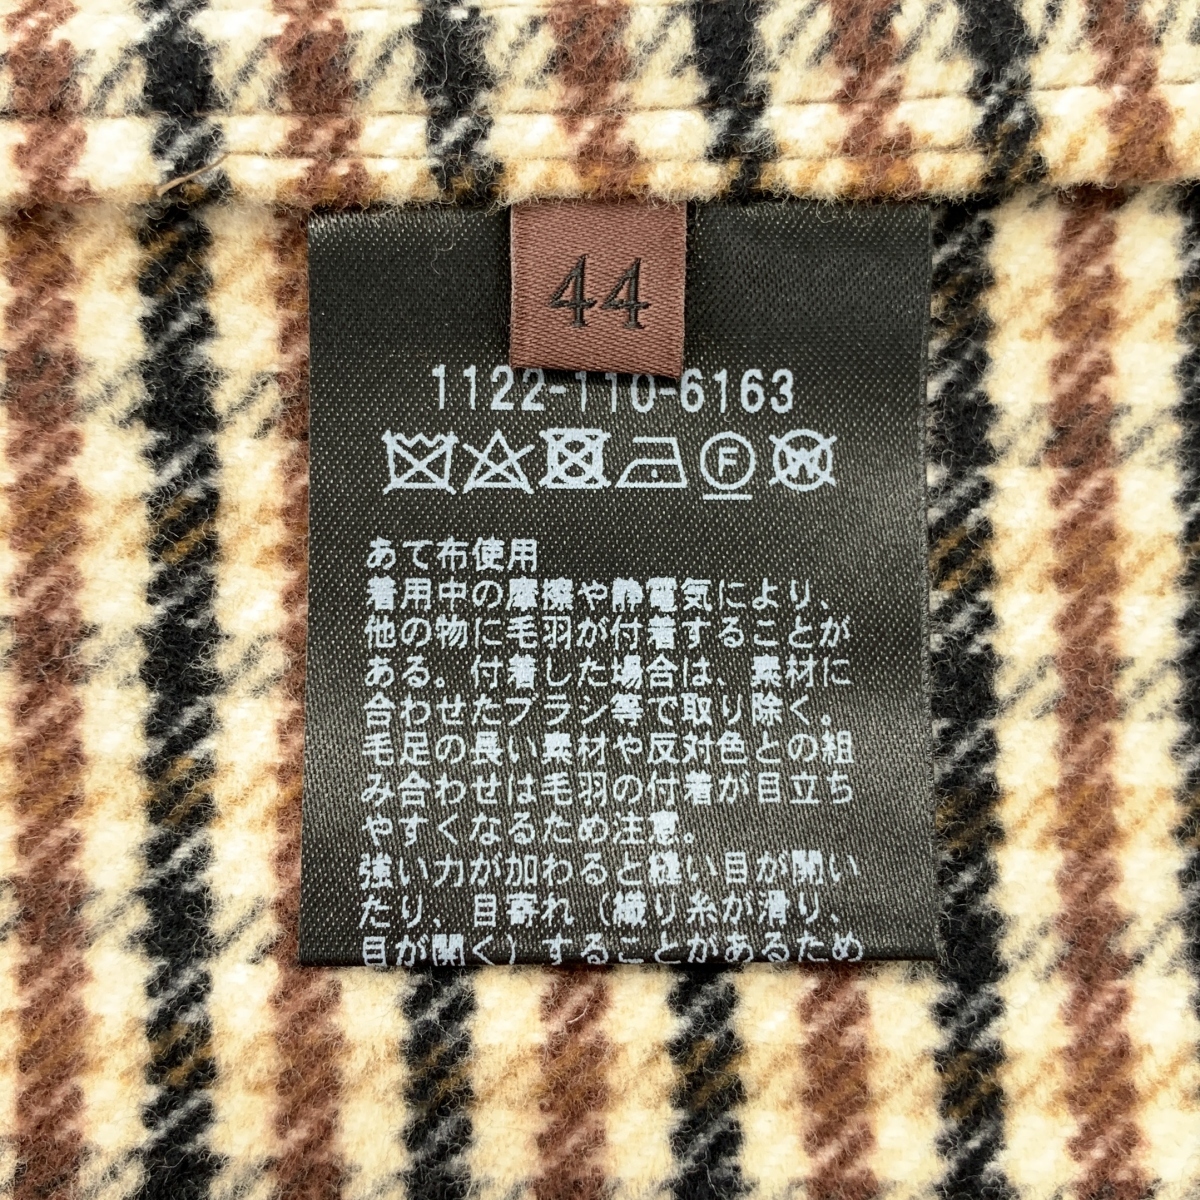 44
1122-110-6163
F
W
あて布使用
着用中の摩擦や静電気により、
他の物に毛羽が付着することが
ある。付着した場合は、素材に
合わせたブラシ等で取り除く。
毛足の長い素材や反対色との組
み合わせは毛羽の付着が目立ち
やすくなるため注意。
強い力が加わると縫い目が開い
たり、目寄れ（織り糸が滑り、
目が開く）することがあるため